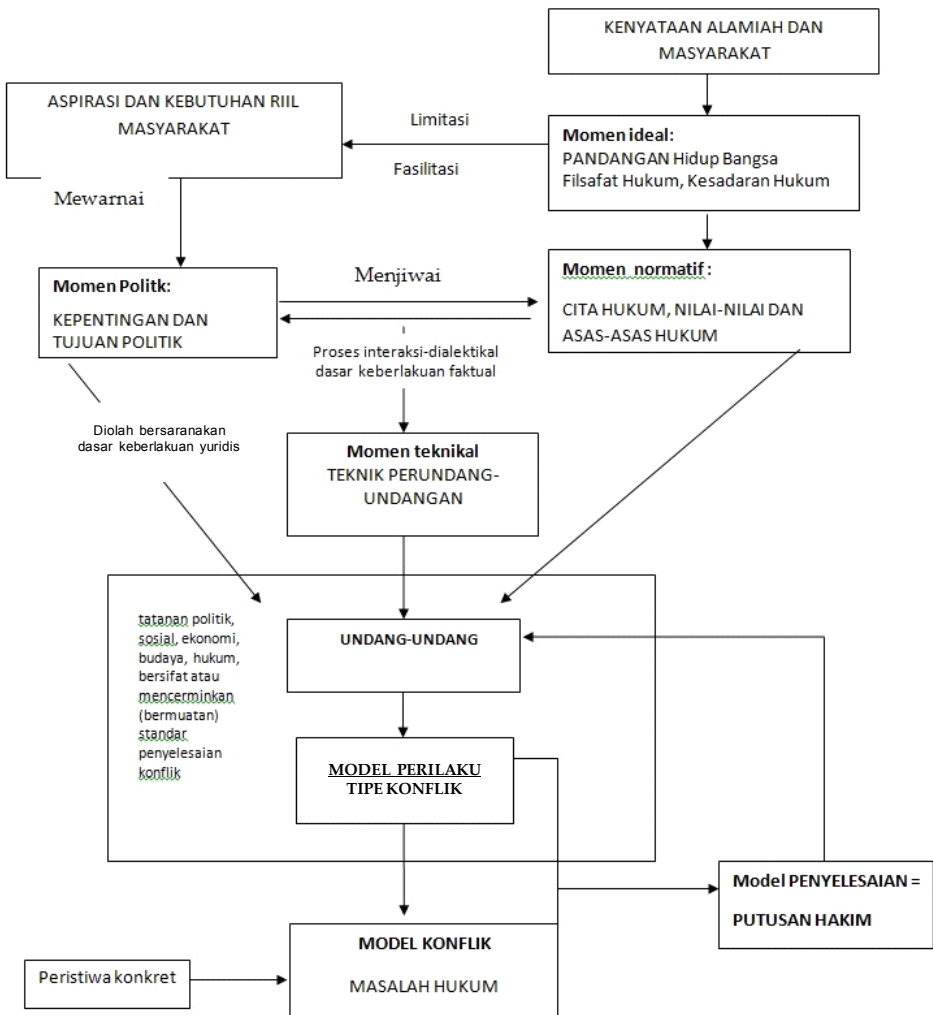 KENYATAAN ALAMIAH DAN
MASYARAKAT
ASPIRASI DAN KEBUTUHAN RIIL
MASYARAKAT
Limitasi
Fasilitasi
Momen ideal:
PANDANGAN Hidup Bangsa
Filsafat Hukum, Kesadaran Hukum
Mewarnai
Momen Politk:
KEPENTINGAN DAN
TUJUAN POLITIK
Menjiwai
Momen normatif :
CITA HUKUM, NILAI-NILAI DAN
ASAS-ASAS HUKUM
Proses interaksi-dialektikal
dasar keberlakuan faktual
Diolah bersaranakan
dasar keberlakuan yuridis
Momen teknikal
TEKNIK PERUNDANG-
UNDANGAN
tatanan politik,
sosial, ekonomi,
budaya, hukum,
bersifat atau
mencerminkan
(bermuatan)
standar
penyelesaian
konflik
UNDANG-UNDANG
MODEL PERILAKU
TIPE KONFLIK
Model PENYELESAIAN =
PUTUSAN HAKIM
MODEL KONFLIK
MASALAH HUKUM
Peristiwa konkret